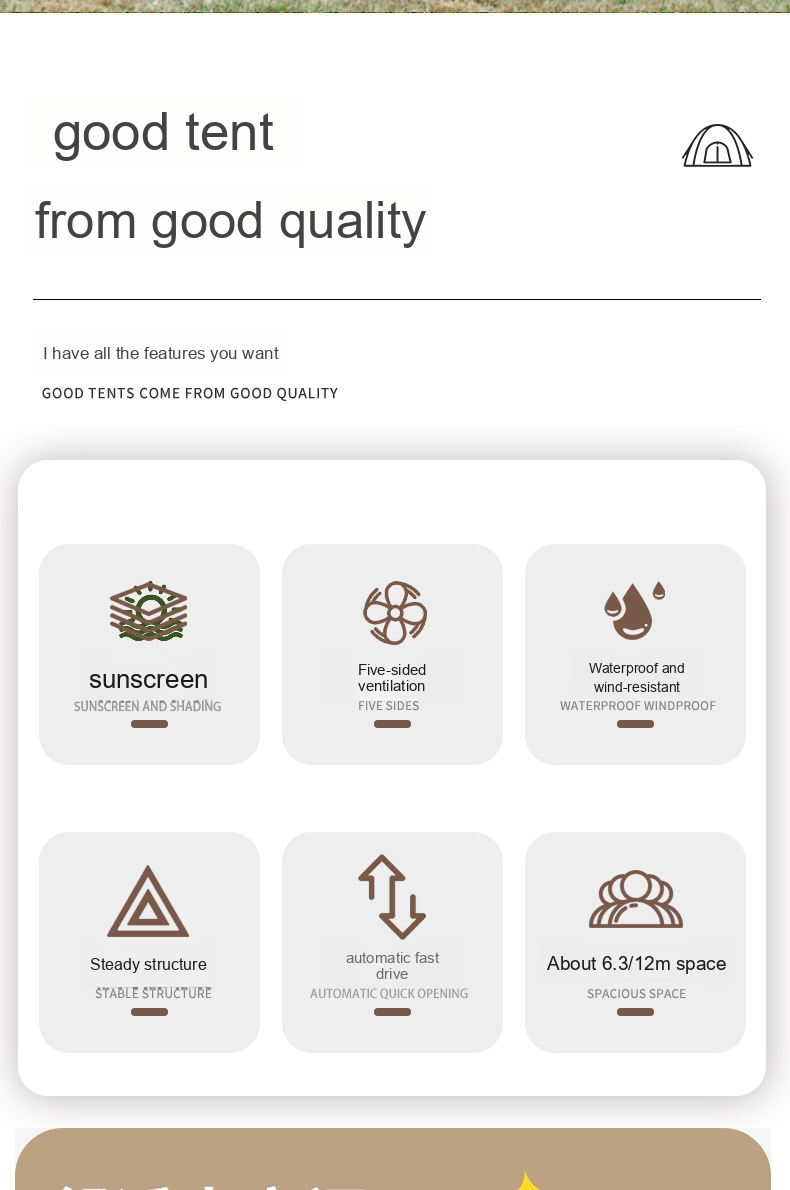 good tent
from good quality
I have all the features you want
GOOD TENTS COME FROM GOOD QUALITY
sunscreen
SUNSCREEN AND SHADING
Five-sided
ventilation
FIVE SIDES
Waterproof and
wind-resistant
WATERPROOF WINDPROOF
Steady structure
STABLE STRUCTURE
automatic fast
drive
AUTOMATIC QUICK OPENING
About 6.3/12m space
SPACIOUS SPACE